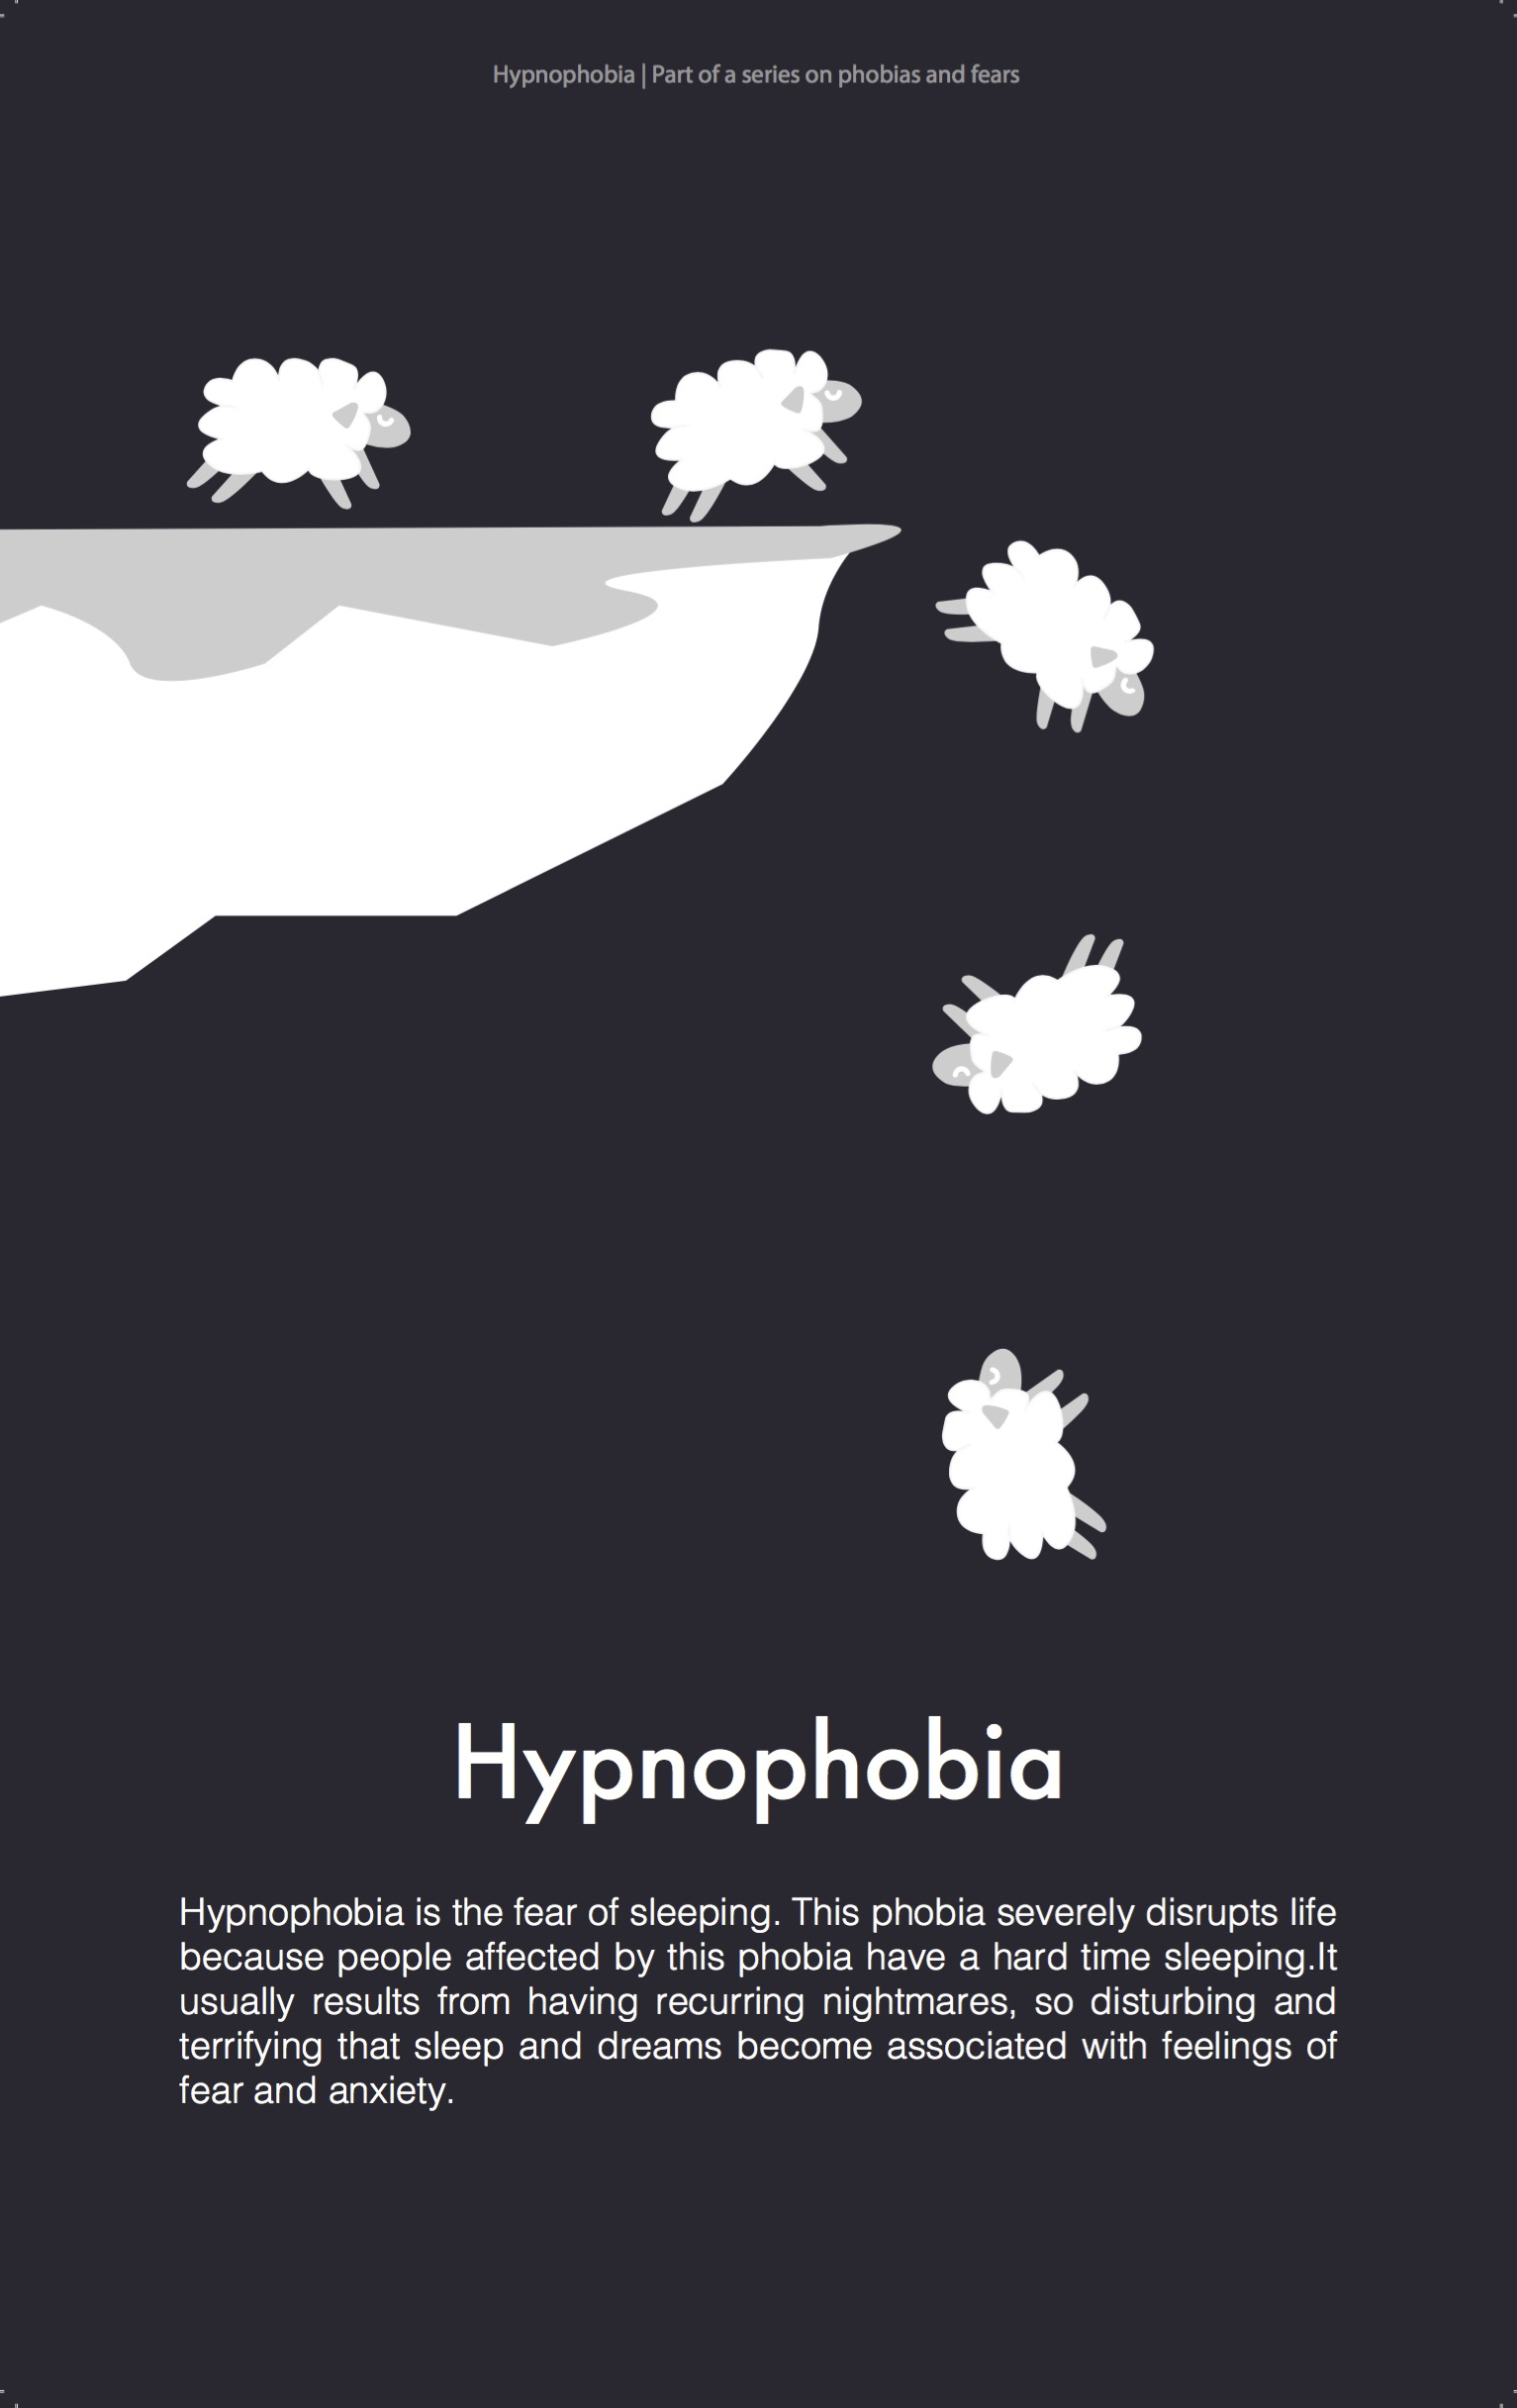 Hypnophobia | Part of a series on phobias and fears
Hypnophobia
Hypnophobia is the fear of sleeping. This phobia severely disrupts life
because people affected by this phobia have a hard time sleeping.It
usually results from having recurring nightmares, so disturbing and
terrifying that sleep and dreams become associated with feelings of
fear and anxiety.